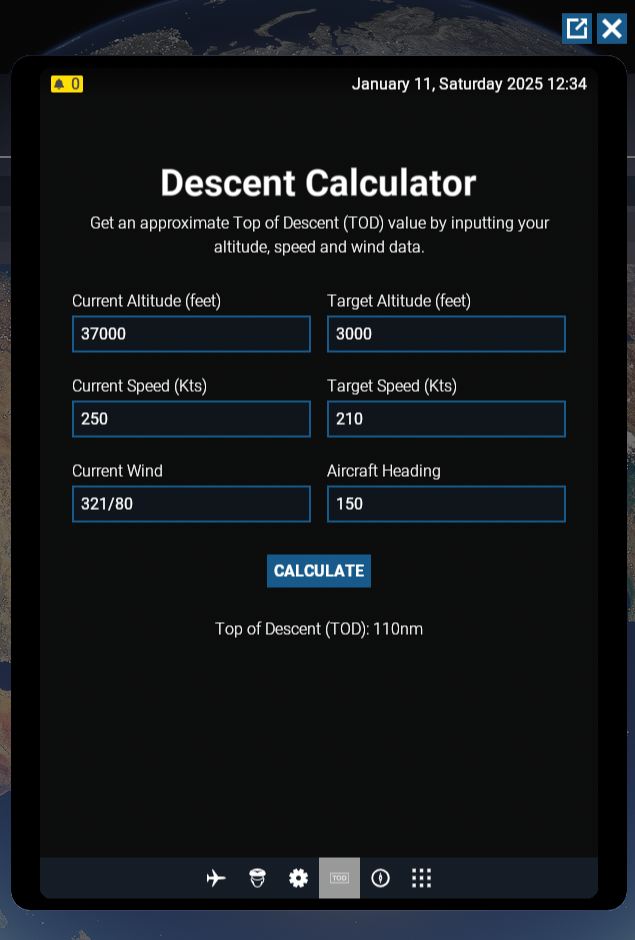 0
January 11, Saturday 2025 12:34
Descent Calculator
Get an approximate Top of Descent (TOD) value by inputting your
altitude, speed and wind data.
Current Altitude (feet)
Target Altitude (feet)
37000
3000
Current Speed (Kts)
Target Speed (Kts)
250
210
Current Wind
Aircraft Heading
321/80
150
CALCULATE
Top of Descent (TOD): 110nm
TOD